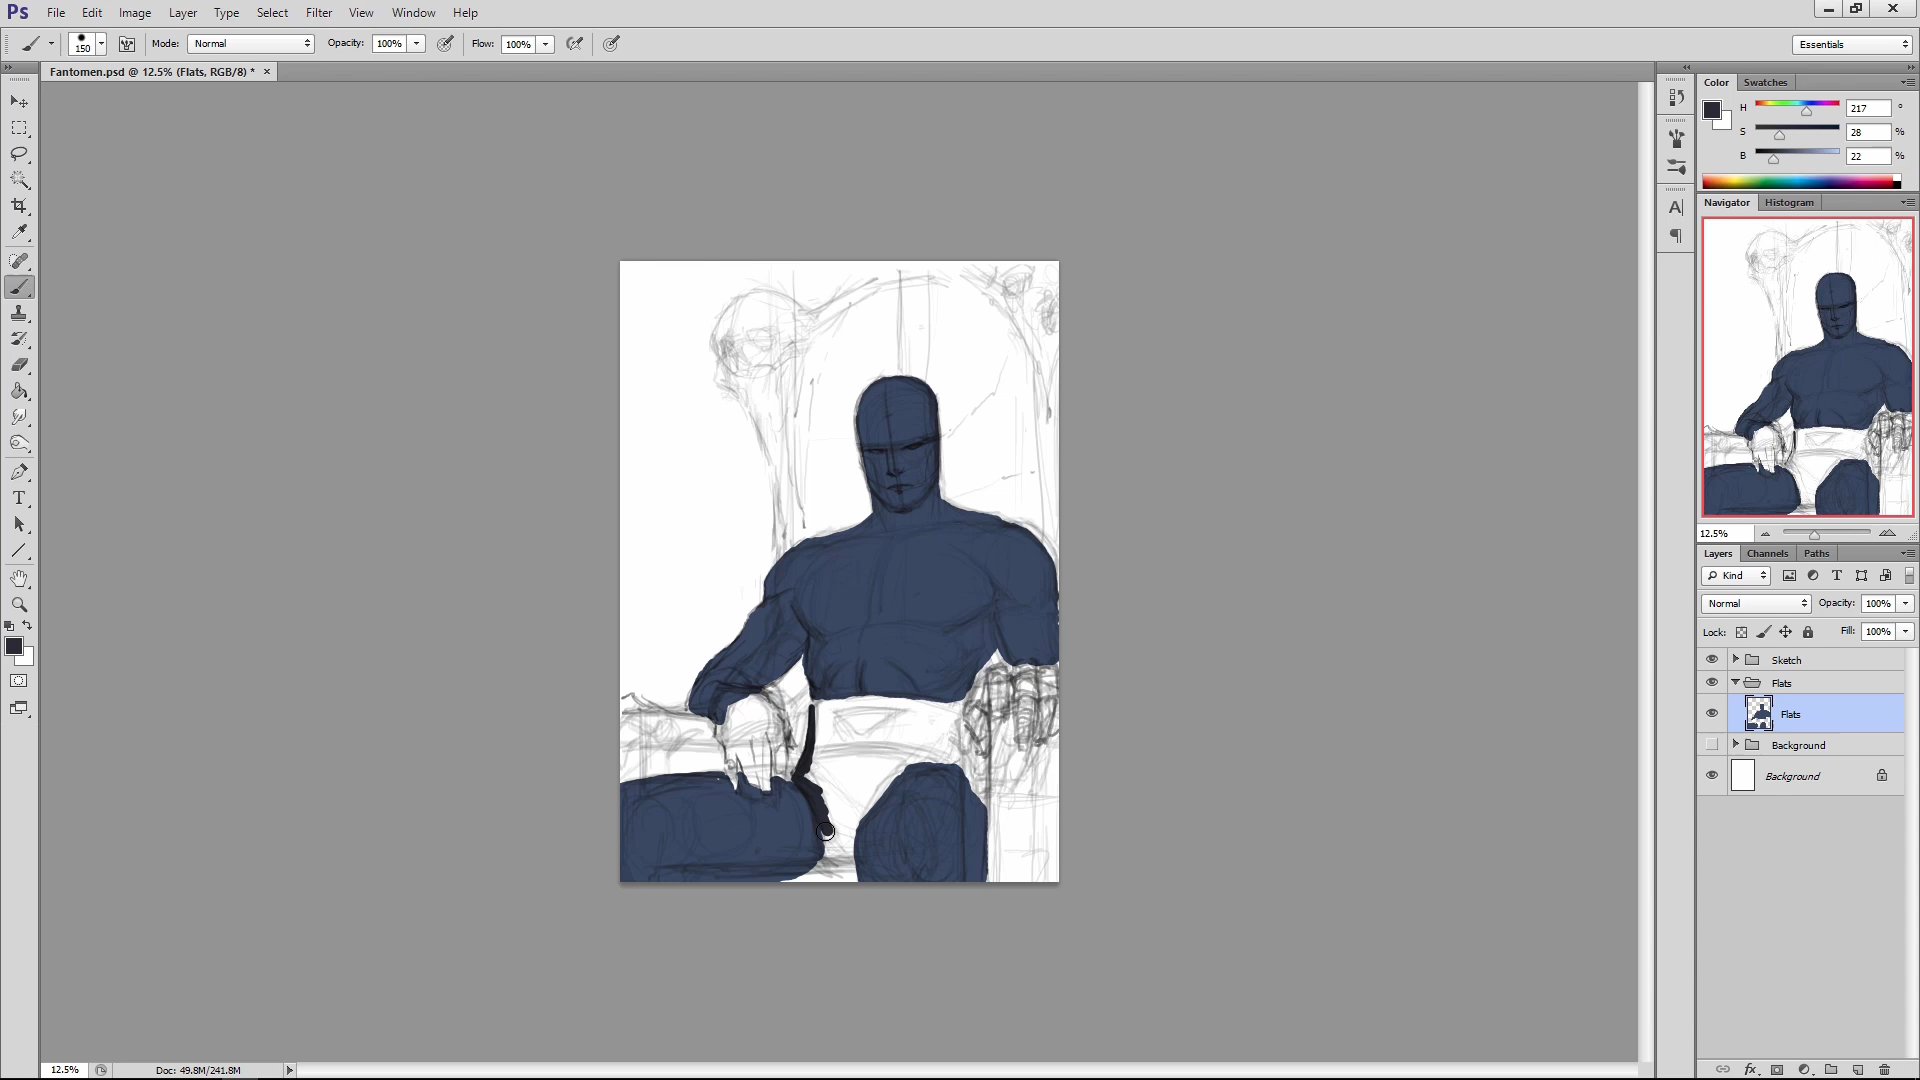 Ps File Edit Image Layer Type Select Filter View Window Help
150 Mode: Normal Opacity: 100% Flow: 100% Essentials
Fantomen.psd @ 12.5% (Flats, RGB/8) * ×
Color Swatches
H 217 °
S 28 %
B 22 %
Navigator Histogram
12.5%
Layers Channels Paths
Kind
Normal Opacity: 100%
Lock: Fill: 100%
Sketch
Flats
Flats
Background
Background
12.5% Doc: 49.8M/241.8M